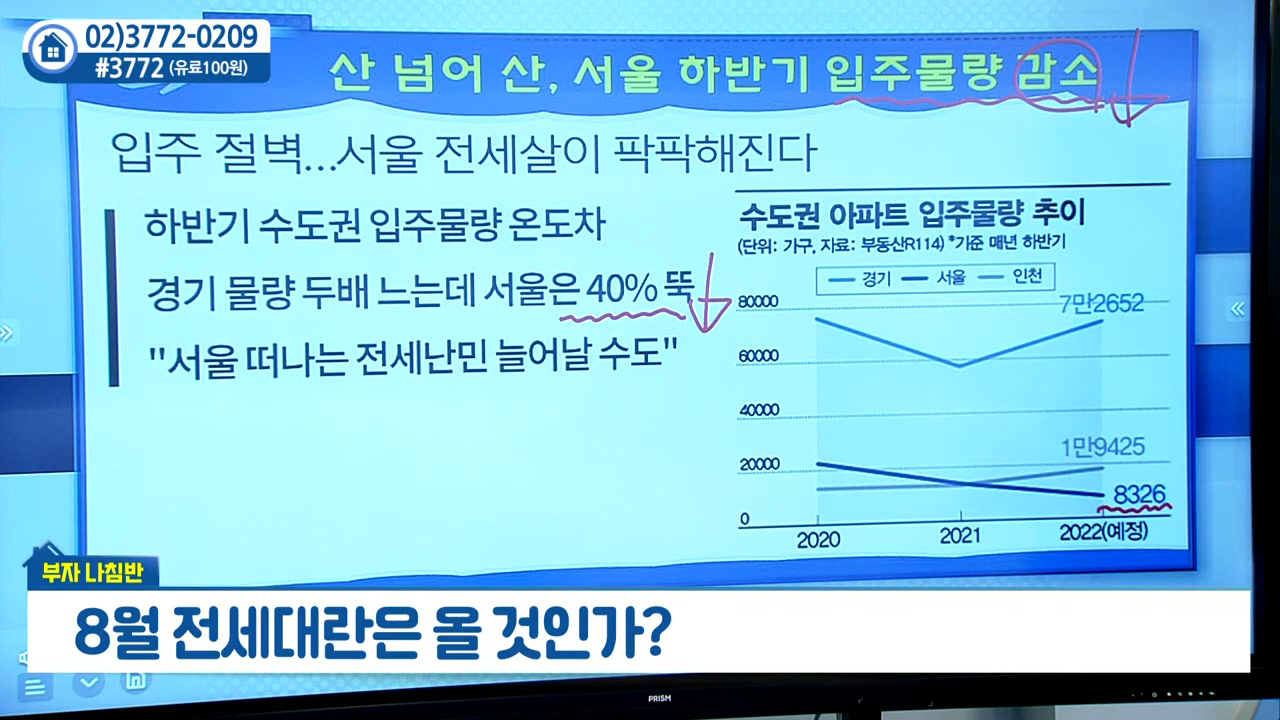 02)3772-0209
#3772 (유료100원)
산 넘어 산, 서울 하반기 입주물량 감소
입주 절벽...서울 전세살이 팍팍해진다
하반기 수도권 입주물량 온도차
경기 물량 두배 느는데 서울은 40% 뚝
"서울 떠나는 전세난민 늘어날 수도"
수도권 아파트 입주물량 추이
(단위: 가구, 자료: 부동산R114) *기준 매년 하반기
경기 서울 인천
80000
7만2652
60000
40000
1만9425
20000
8326
0
2020 2021 2022(예정)
부자 나침반
8월 전세대란은 올 것인가?
PRISM